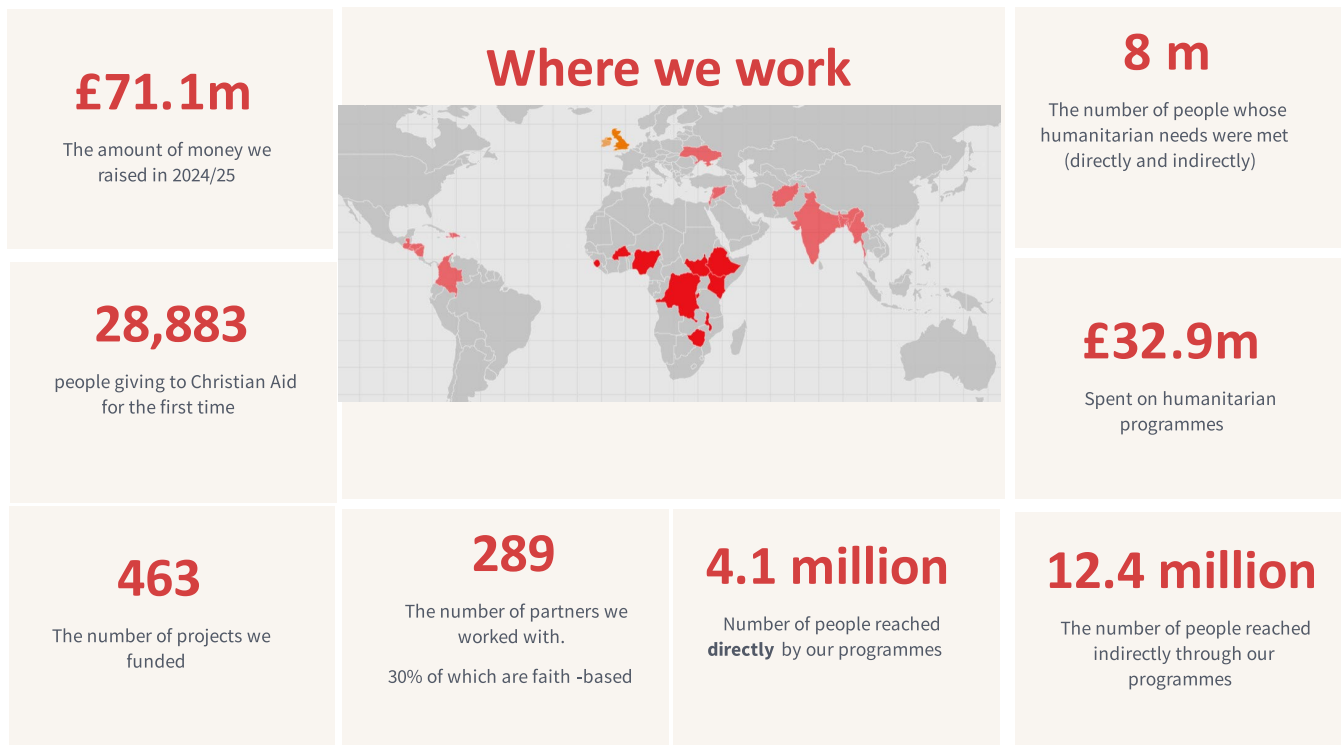 £71.1m
The amount of money we
raised in 2024/25
Where we work
8 m
The number of people whose
humanitarian needs were met
(directly and indirectly)
28,883
people giving to Christian Aid
for the first time
£32.9m
Spent on humanitarian
programmes
463
The number of projects we
funded
289
The number of partners we
worked with.
30% of which are faith -based
4.1 million
Number of people reached
directly by our programmes
12.4 million
The number of people reached
indirectly through our
programmes